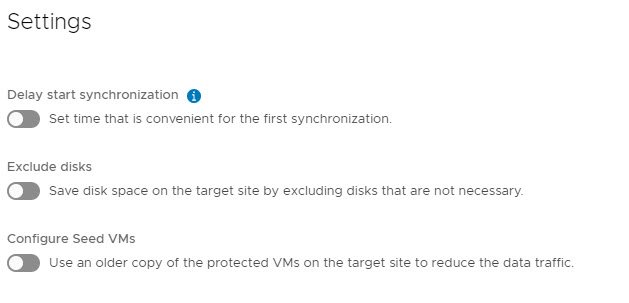 Settings
Delay start synchronization i
Set time that is convenient for the first synchronization.
Exclude disks
Save disk space on the target site by excluding disks that are not necessary.
Configure Seed VMs
Use an older copy of the protected VMs on the target site to reduce the data traffic.